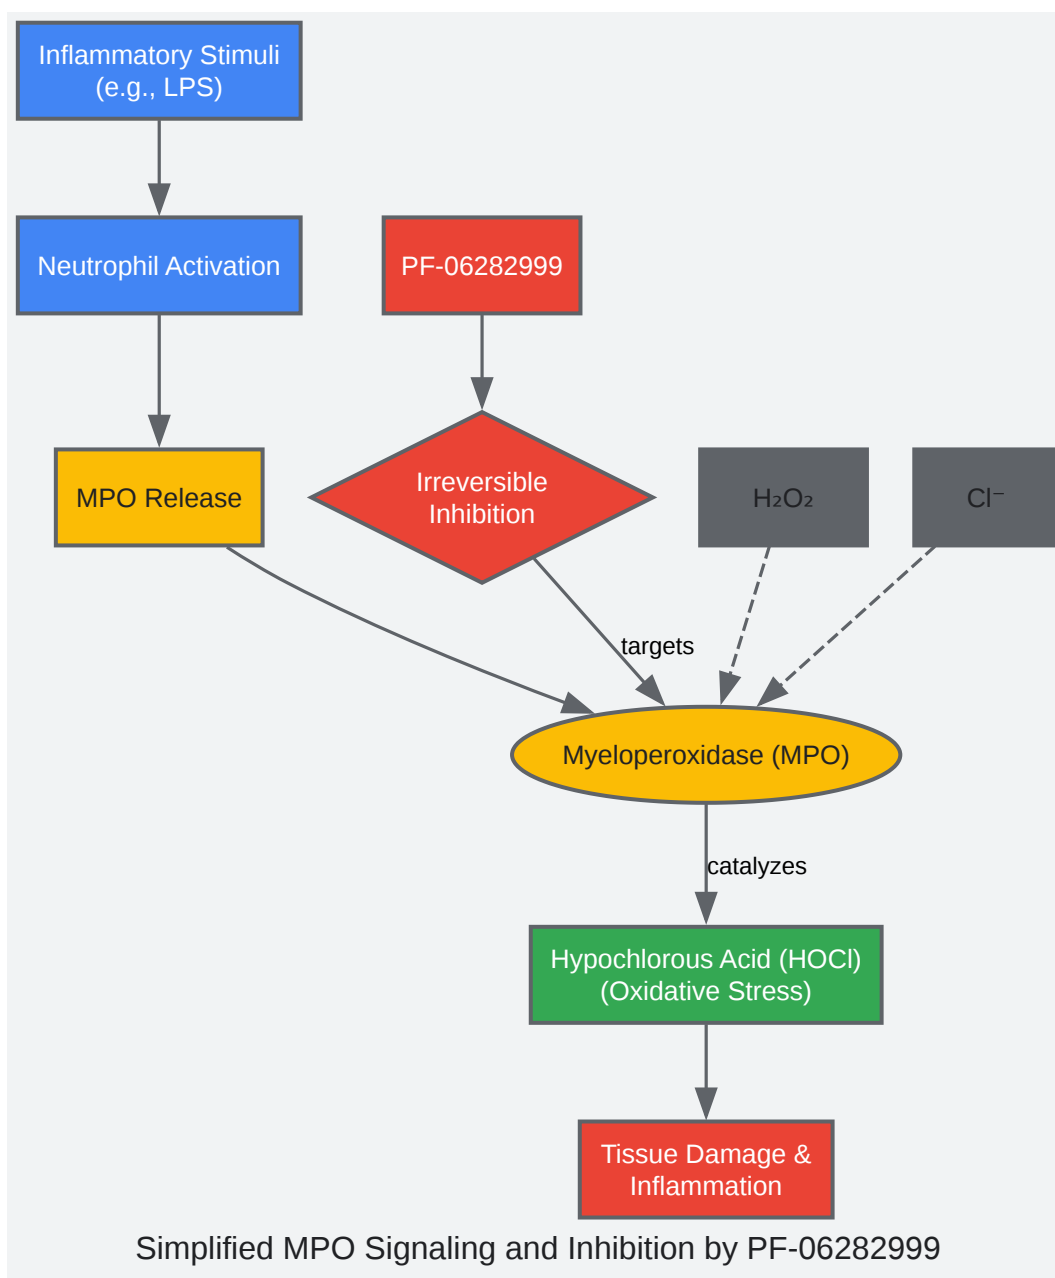 Inflammatory Stimuli
(e.g., LPS)
Neutrophil Activation
PF-06282999
MPO Release
Irreversible
Inhibition
H₂O₂
Cl⁻
targets
Myeloperoxidase (MPO)
catalyzes
Hypochlorous Acid (HOCl)
(Oxidative Stress)
Tissue Damage &
Inflammation
Simplified MPO Signaling and Inhibition by PF-06282999